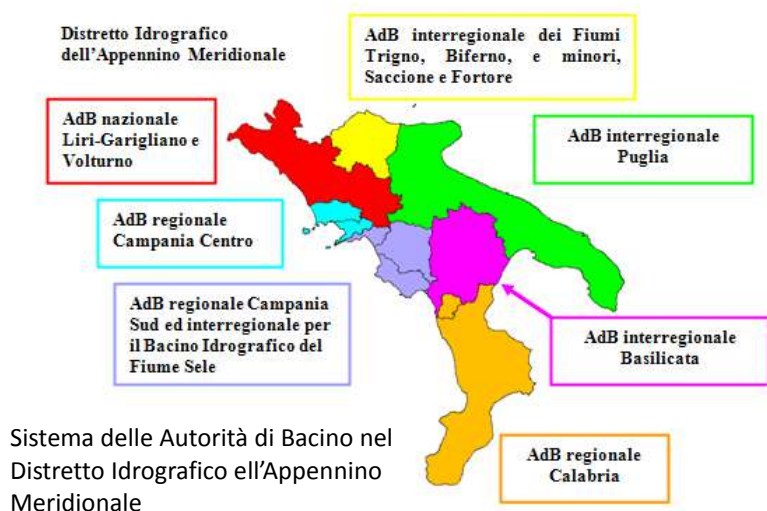 Distretto Idrografico
dell'Appennino Meridionale
AdB interregionale dei Fiumi
Trigno, Biferno, e minori,
Saccione e Fortore
AdB nazionale
Liri-Garigliano e
Volturno
AdB interregionale
Puglia
AdB regionale
Campania Centro
AdB regionale Campania
Sud ed interregionale per
il Bacino Idrografico del
Fiume Sele
AdB interregionale
Basilicata
AdB regionale
Calabria
Sistema delle Autorità di Bacino nel
Distretto Idrografico ell'Appennino
Meridionale